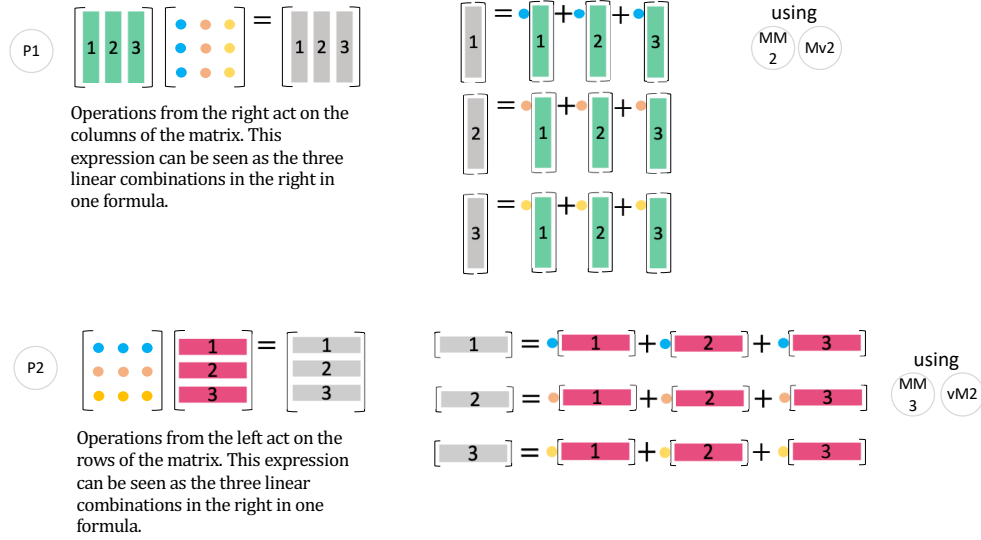 P1
1 2 3
=
1 2 3
Operations from the right act on the
columns of the matrix. This
expression can be seen as the three
linear combinations in the right in
one formula.
1 = 1 + 2 + 3
2 = 1 + 2 + 3
3 = 1 + 2 + 3
using
MM
2
Mv2
P2
1
2
3
=
1
2
3
Operations from the left act on the
rows of the matrix. This expression
can be seen as the three linear
combinations in the right in one
formula.
1 = 1 + 2 + 3
2 = 1 + 2 + 3
3 = 1 + 2 + 3
using
MM
3
vM2